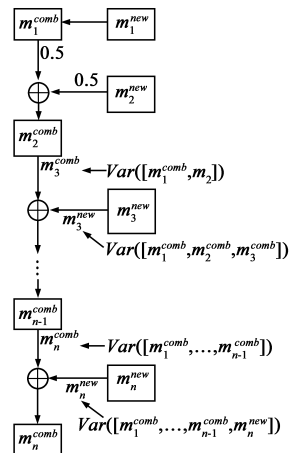 m_1^{comb} m_1^{new}
0.5
0.5
m_2^{new}
m_2^{comb}
m_3^{comb}
Var([m_1^{comb},m_2])
m_3^{new}
m_3^{new}
Var([m_1^{comb},m_2^{comb},m_3^{comb}])
m_{n-1}^{comb}
m_n^{comb}
Var([m_1^{comb},…,m_{n-1}^{comb}])
m_n^{new}
m_n^{new}
Var([m_1^{comb},…,m_{n-1}^{comb},m_n^{new}])
m_n^{comb}